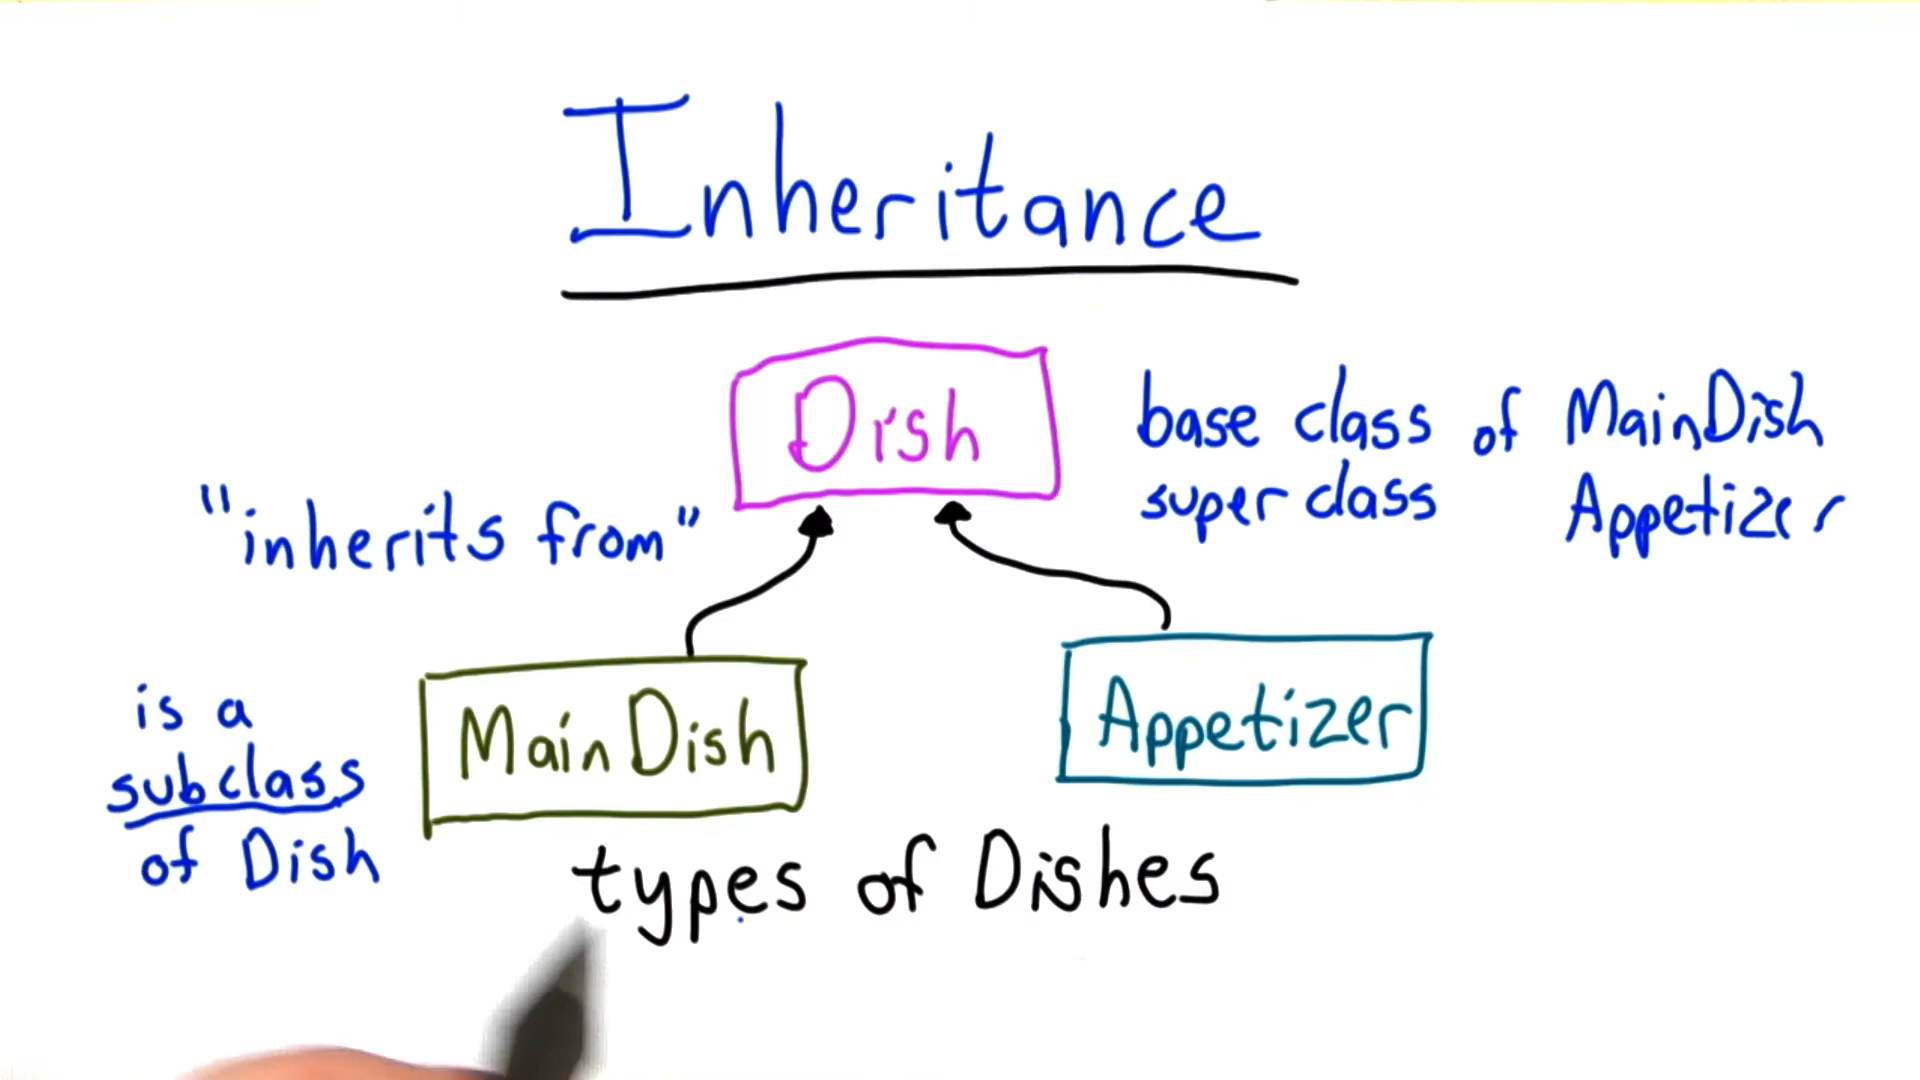 Inheritance
Dish
base class of MainDish
super class Appetizer
"inherits from"
MainDish
Appetizer
is a
subclass
of Dish
types of Dishes